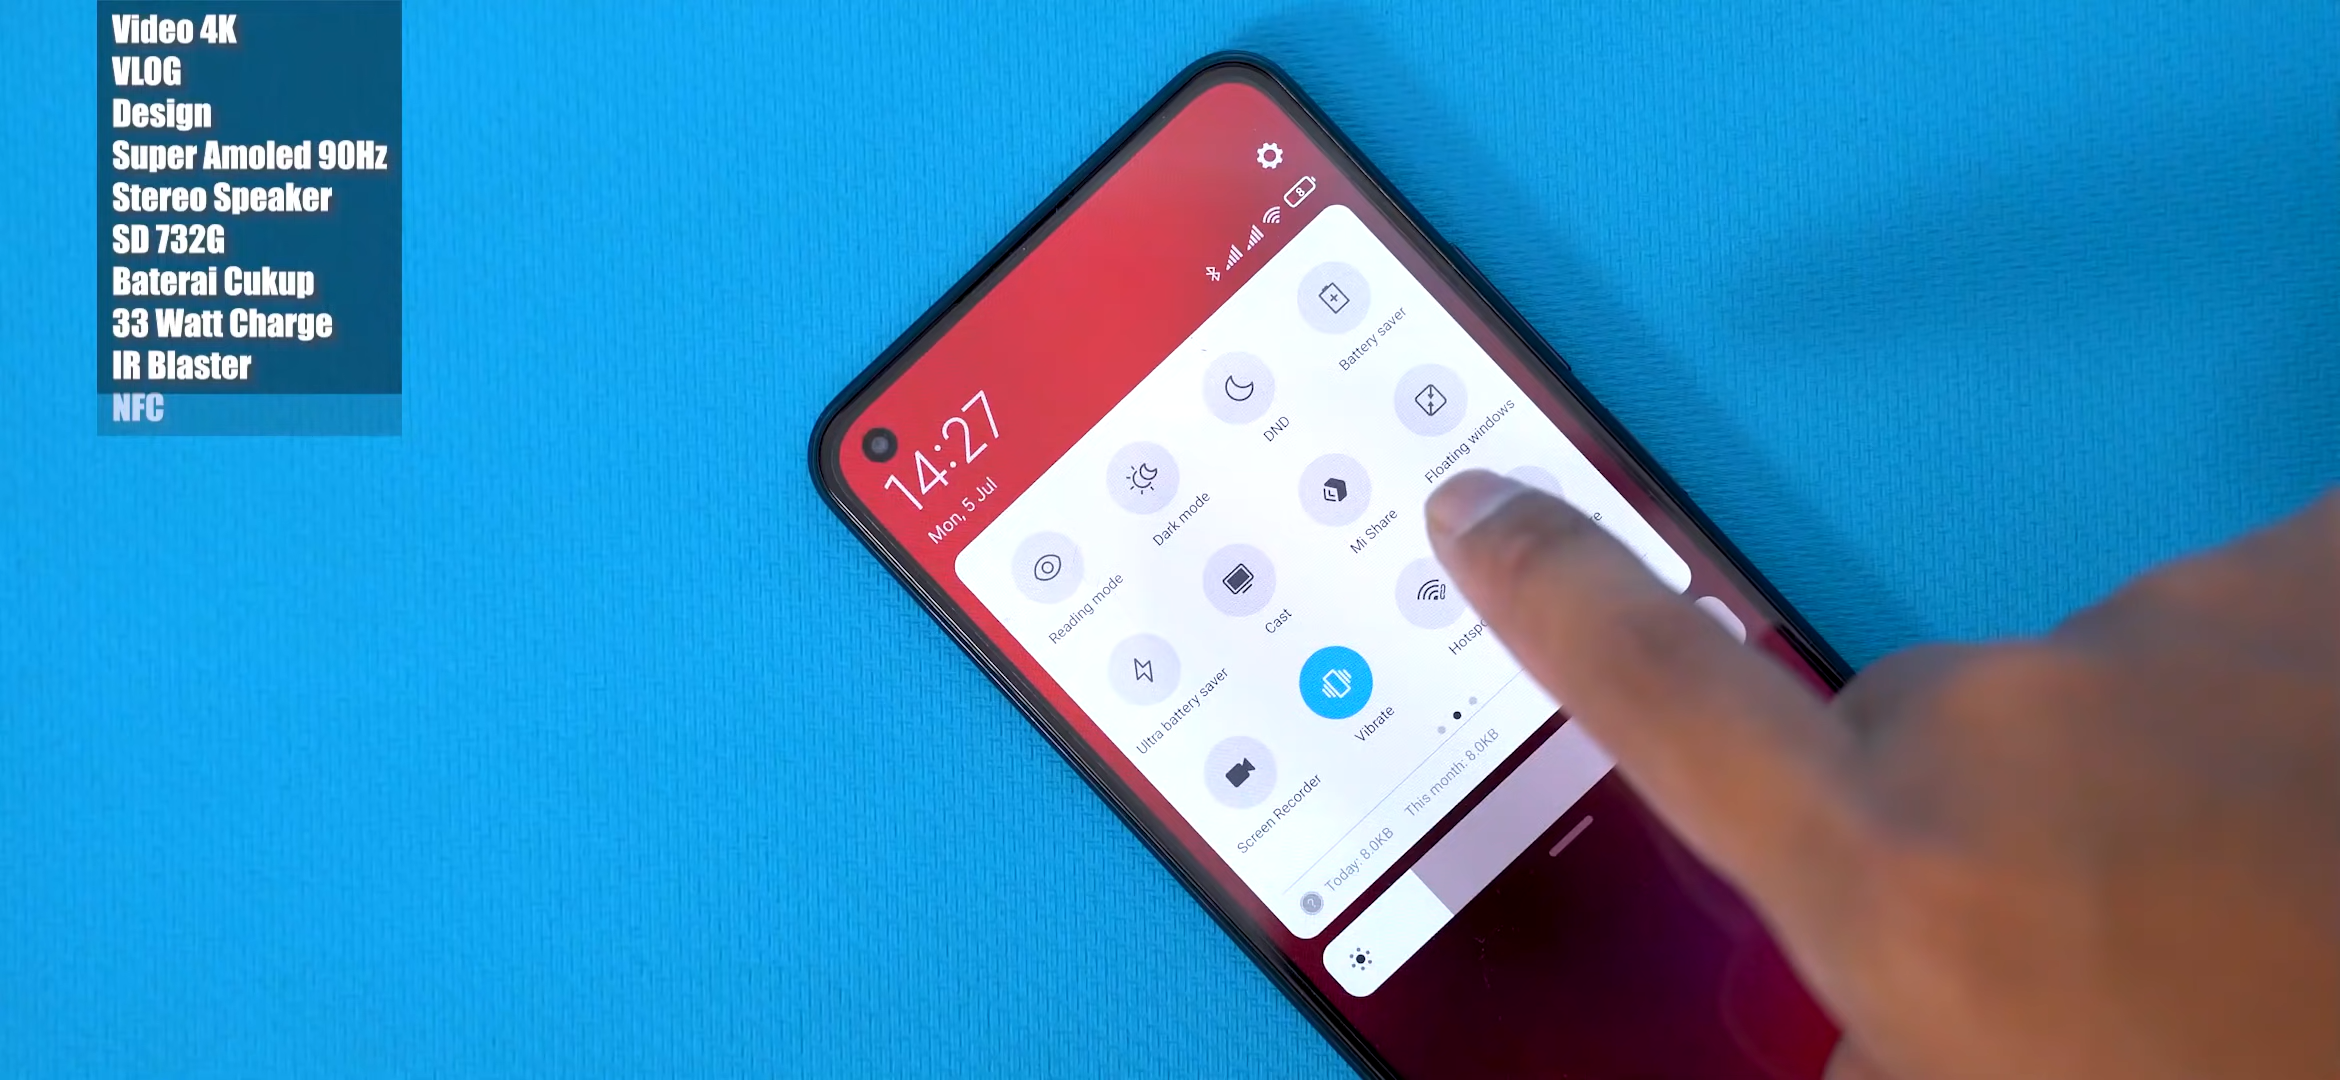 Video 4K
VLOG
Design
Super Amoled 90Hz
Stereo Speaker
SD 732G
Baterai Cukup
33 Watt Charge
IR Blaster
NFC
8
14:27
Mon, 5 Jul
Reading mode
Dark mode
DND
Battery saver
Ultra battery saver
Cast
Mi Share
Floating windows
Screen Recorder
Vibrate
Today: 8.0KB This month: 8.0KB